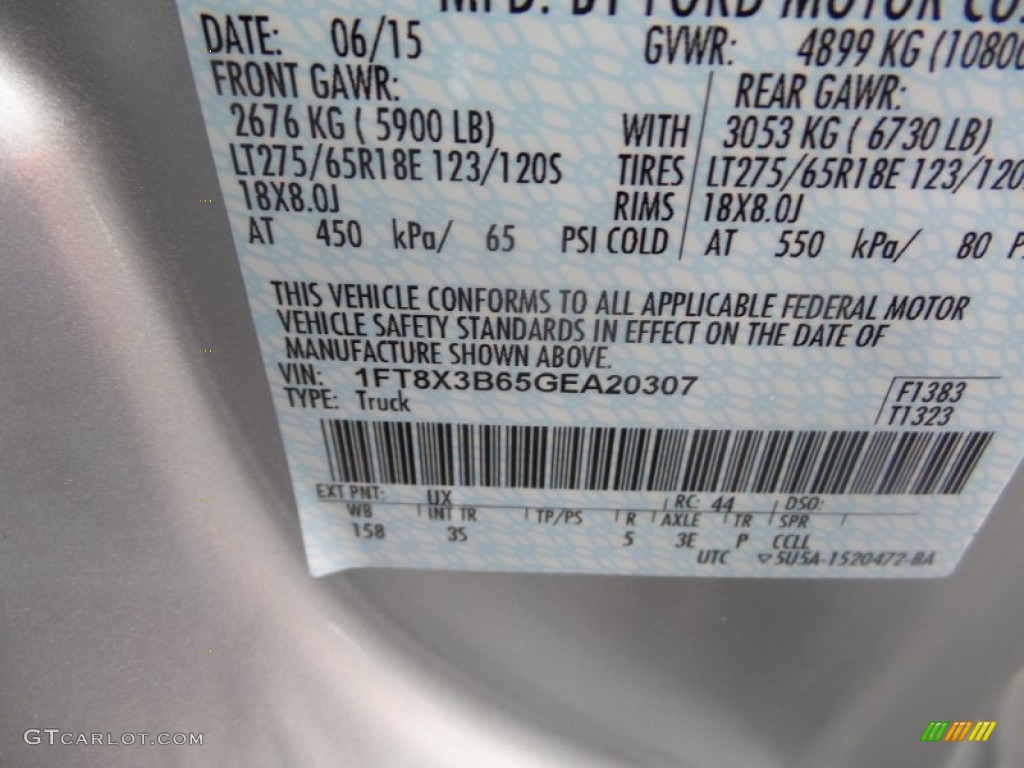 MFD. BY FORD MOTOR CO.
DATE: 06/15 GVWR: 4899 KG (10800
FRONT GAWR: REAR GAWR:
2676 KG ( 5900 LB) WITH 3053 KG ( 6730 LB)
LT275/65R18E 123/120S TIRES LT275/65R18E 123/120
18X8.0J RIMS 18X8.0J
AT 450 kPa/ 65 PSI COLD AT 550 kPa/ 80 P
THIS VEHICLE CONFORMS TO ALL APPLICABLE FEDERAL MOTOR
VEHICLE SAFETY STANDARDS IN EFFECT ON THE DATE OF
MANUFACTURE SHOWN ABOVE.
VIN: 1FT8X3B65GEA20307 F1383
TYPE: Truck T1323
EXT PNT: UX RC: 44 DSO:
WB INT TR TP/PS R AXLE TR SPR
158 3S 5 3E P CCLL
UTC 5U5A-1520472-BA
GTCARLOT.COM